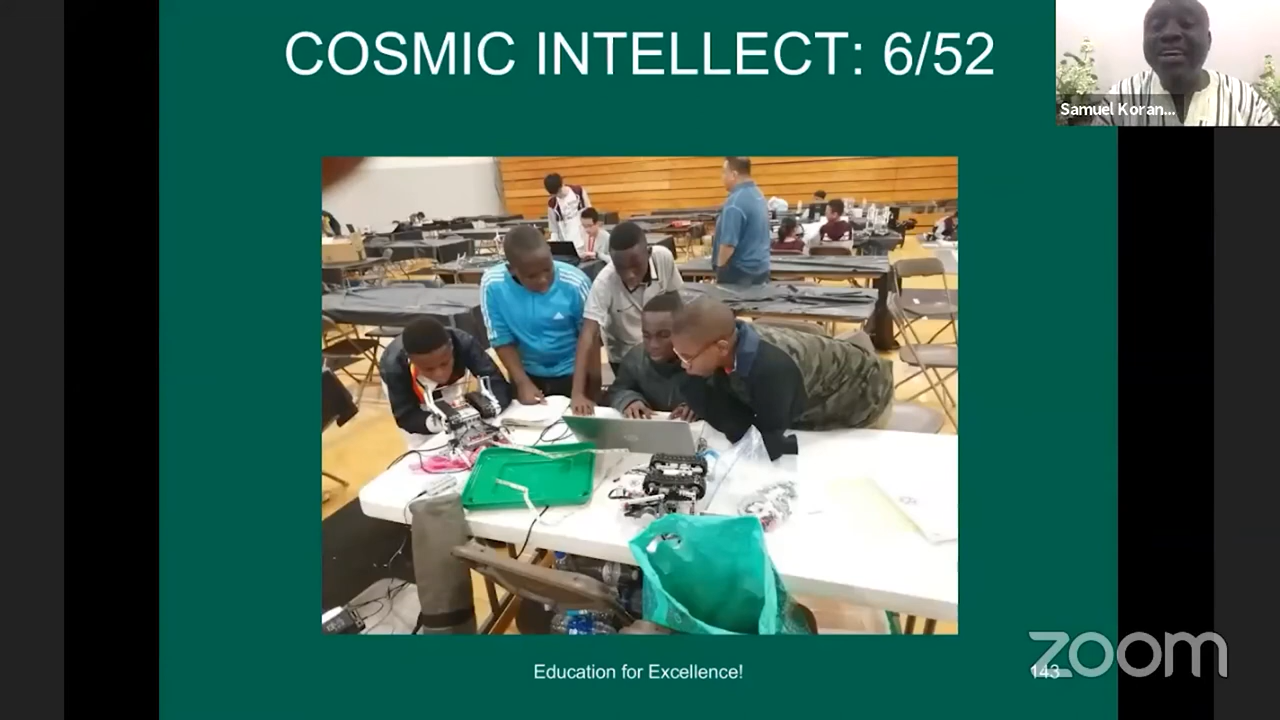 COSMIC INTELLECT: 6/52
Samuel Koran...
Education for Excellence!
143
zoom